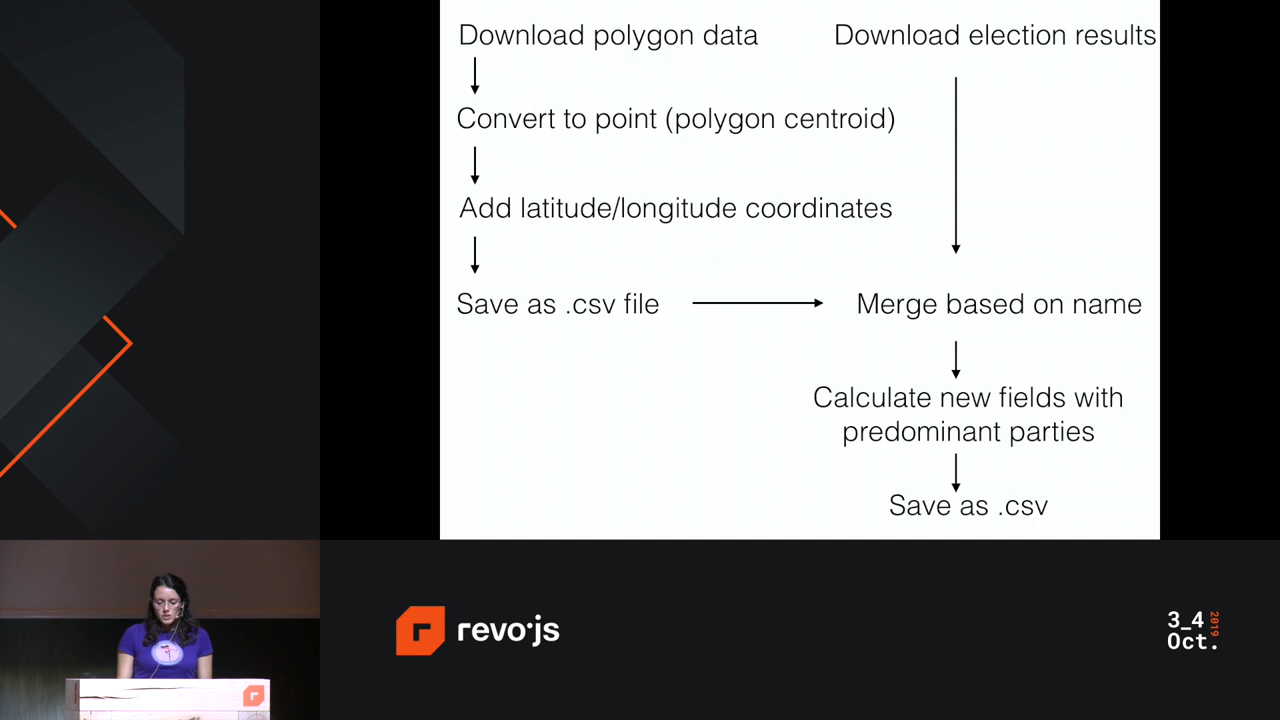 Download polygon data
Download election results
Convert to point (polygon centroid)
Add latitude/longitude coordinates
Save as .csv file
Merge based on name
Calculate new fields with
predominant parties
Save as .csv
revo·js
3_4
Oct.
2019